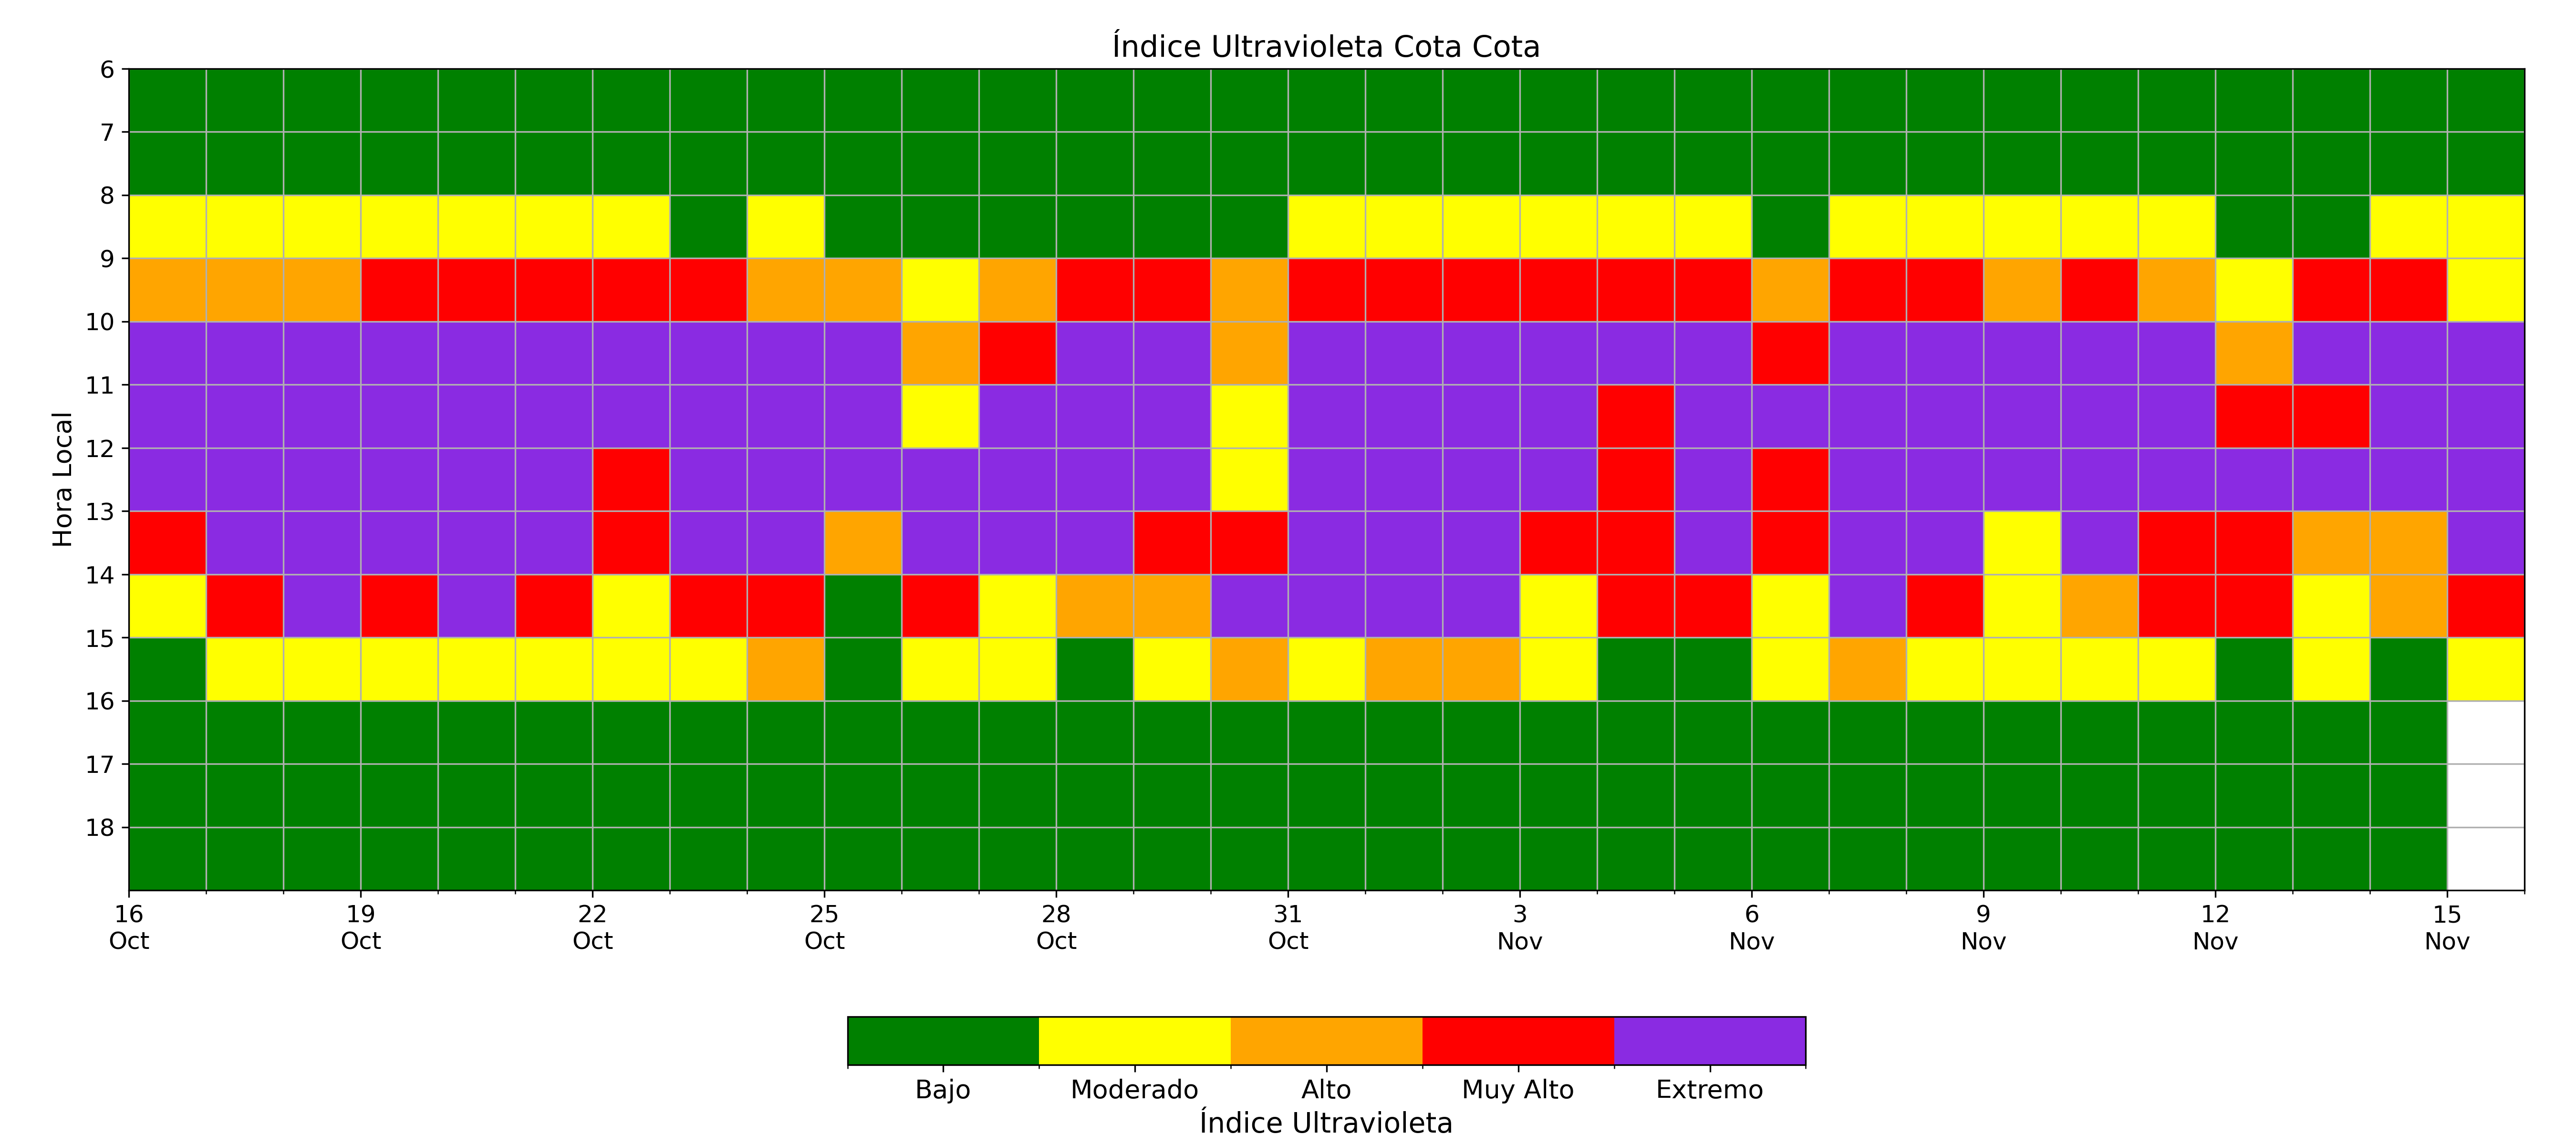 Índice Ultravioleta Cota Cota
Hora Local
6
7
8
9
10
11
12
13
14
15
16
17
18
16 19 22 25 28 31 3 6 9 12 15
Oct Oct Oct Oct Oct Oct Nov Nov Nov Nov Nov
Bajo Moderado Alto Muy Alto Extremo
Índice Ultravioleta